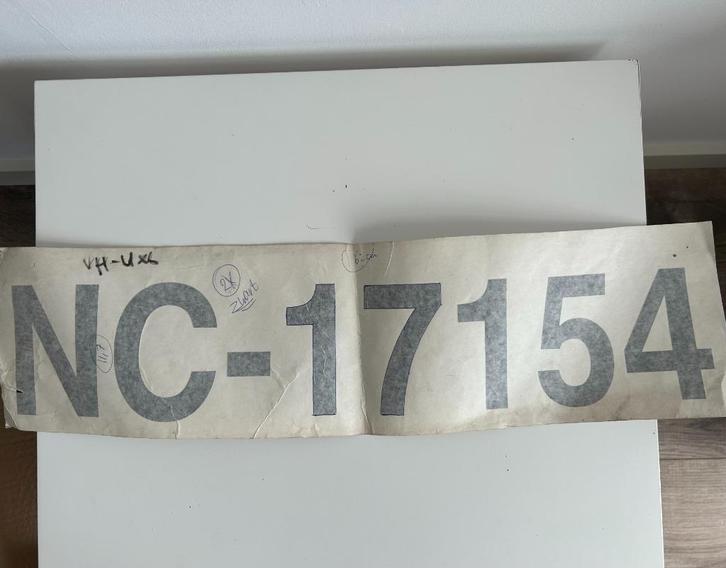 VH-UXL
2x
Zwart
NC-17154